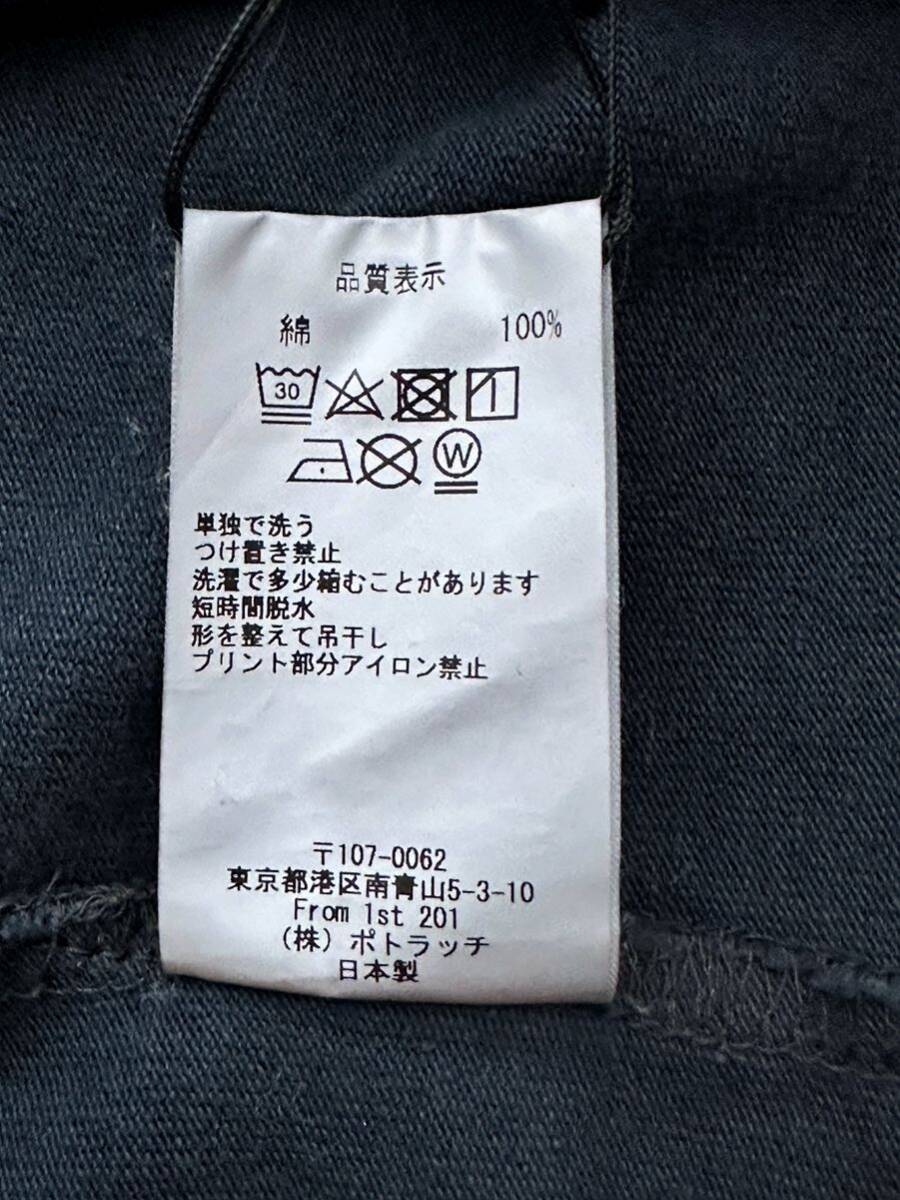 品質表示
綿 100%
30
W
単独で洗う
つけ置き禁止
洗濯で多少縮むことがあります
短時間脱水
形を整えて吊干し
プリント部分アイロン禁止
〒107-0062
東京都港区南青山5-3-10
From 1st 201
(株) ポトラッチ
日本製